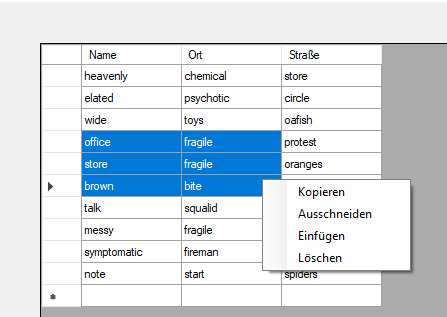 Name Ort Straße
heavenly chemical store
elated psychotic circle
wide toys oafish
office fragile protest
store fragile oranges
brown bite
Kopieren
talk squalid
Ausschneiden
messy fragile
Einfügen
symptomatic fireman
Löschen
note start spiders